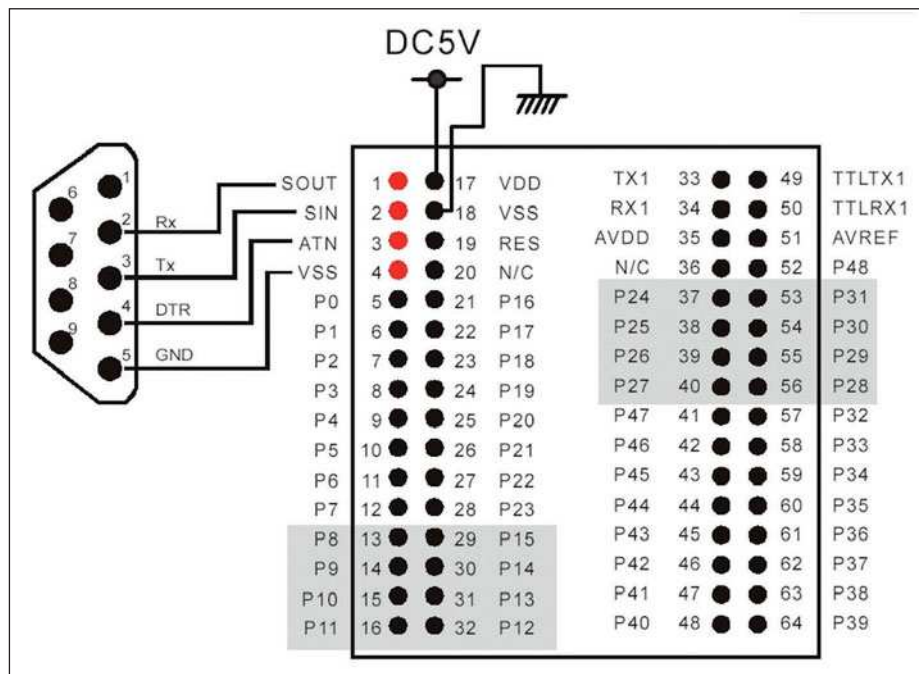 DC5V
1
6
2
7
3
8
4
9
5
Rx
Tx
DTR
GND
SOUT 1 17 VDD TX1 33 49 TTLTX1
SIN 2 18 VSS RX1 34 50 TTLRX1
ATN 3 19 RES AVDD 35 51 AVREF
VSS 4 20 N/C N/C 36 52 P48
P0 5 21 P16 P24 37 53 P31
P1 6 22 P17 P25 38 54 P30
P2 7 23 P18 P26 39 55 P29
P3 8 24 P19 P27 40 56 P28
P4 9 25 P20 P47 41 57 P32
P5 10 26 P21 P46 42 58 P33
P6 11 27 P22 P45 43 59 P34
P7 12 28 P23 P44 44 60 P35
P8 13 29 P15 P43 45 61 P36
P9 14 30 P14 P42 46 62 P37
P10 15 31 P13 P41 47 63 P38
P11 16 32 P12 P40 48 64 P39